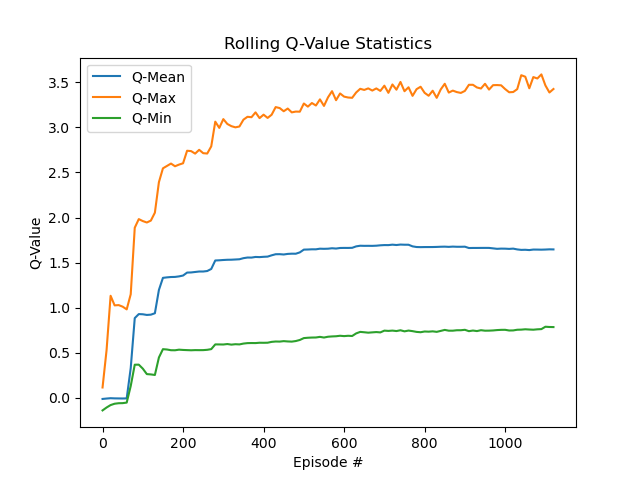 Rolling Q-Value Statistics
Q-Mean
Q-Max
Q-Min
Q-Value
3.5
3.0
2.5
2.0
1.5
1.0
0.5
0.0
0 200 400 600 800 1000
Episode #